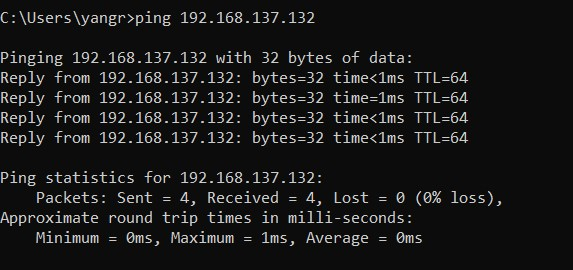 C:\Users\yangr>ping 192.168.137.132
Pinging 192.168.137.132 with 32 bytes of data:
Reply from 192.168.137.132: bytes=32 time<1ms TTL=64
Reply from 192.168.137.132: bytes=32 time=1ms TTL=64
Reply from 192.168.137.132: bytes=32 time<1ms TTL=64
Reply from 192.168.137.132: bytes=32 time<1ms TTL=64
Ping statistics for 192.168.137.132:
    Packets: Sent = 4, Received = 4, Lost = 0 (0% loss),
Approximate round trip times in milli-seconds:
    Minimum = 0ms, Maximum = 1ms, Average = 0ms